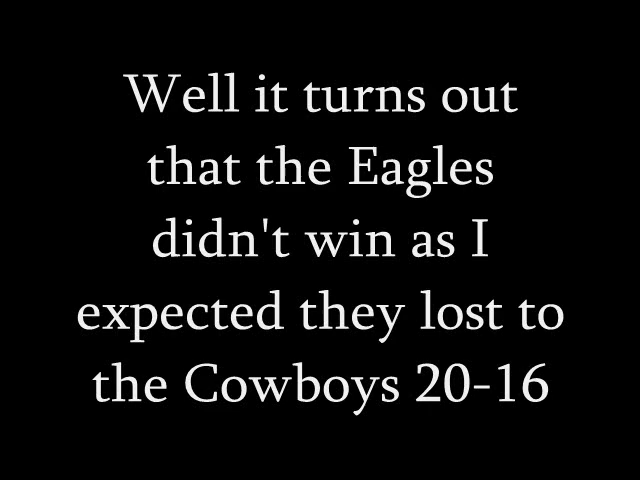 Well it turns out
that the Eagles
didn't win as I
expected they lost to
the Cowboys 20-16